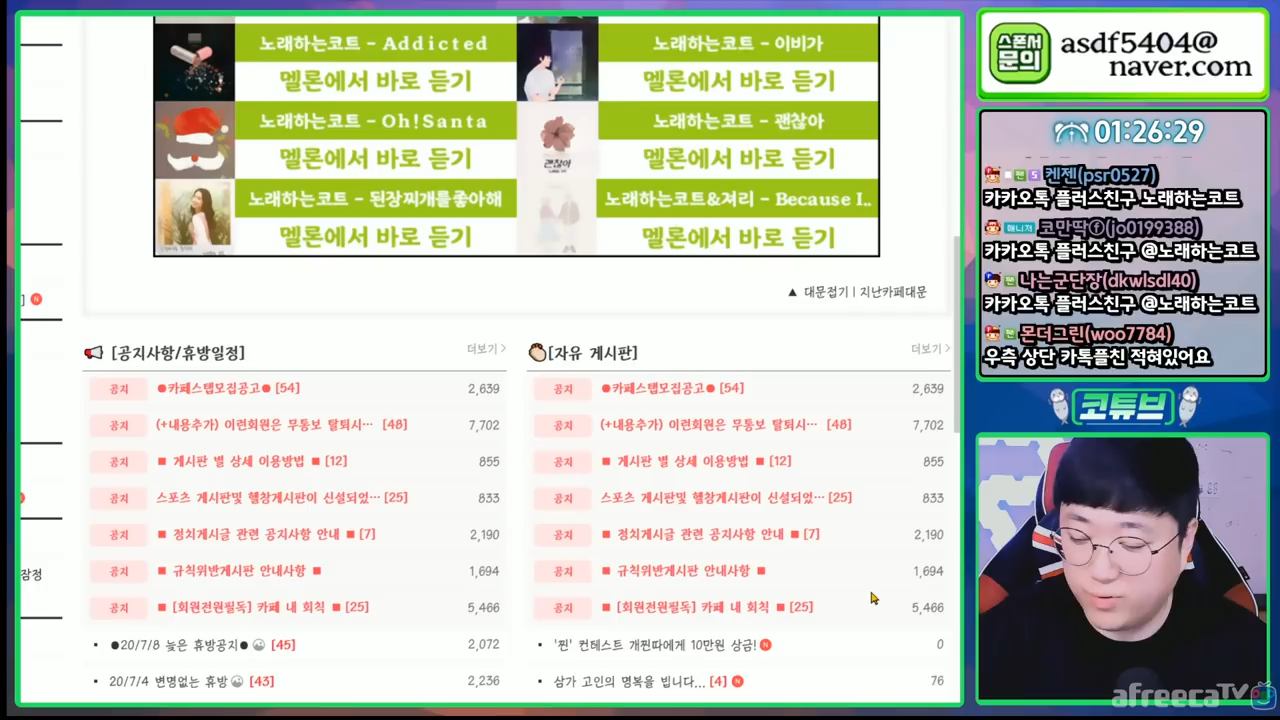 노래하는코트 - Addicted
노래하는코트 - 이비가
멜론에서 바로 듣기
멜론에서 바로 듣기
노래하는코트 - Oh!Santa
노래하는코트 - 괜찮아
멜론에서 바로 듣기
괜찮아
멜론에서 바로 듣기
노래하는코트 - 된장찌개를좋아해
노래하는코트&져리 - Because I..
멜론에서 바로 듣기
멜론에서 바로 듣기
▲ 대문접기 | 지난카페대문
] N
잠정
[공지사항/휴방일정]
더보기 >
공지 ●카페스탭모집공고● [54] 2,639
공지 (+내용추가) 이런회원은 무통보 탈퇴시… [48] 7,702
공지 ■ 게시판 별 상세 이용방법 ■ [12] 855
공지 스포츠 게시판및 헬창게시판이 신설되었… [25] 833
공지 ■ 정치게시글 관련 공지사항 안내 ■ [7] 2,190
공지 ■ 규칙위반게시판 안내사항 ■ 1,694
공지 ■ [회원전원필독] 카페 내 회칙 ■ [25] 5,466
●20/7/8 늦은 휴방공지● [45] 2,072
20/7/4 변명없는 휴방 [43] 2,236
[자유 게시판]
더보기 >
공지 ●카페스탭모집공고● [54] 2,639
공지 (+내용추가) 이런회원은 무통보 탈퇴시… [48] 7,702
공지 ■ 게시판 별 상세 이용방법 ■ [12] 855
공지 스포츠 게시판및 헬창게시판이 신설되었… [25] 833
공지 ■ 정치게시글 관련 공지사항 안내 ■ [7] 2,190
공지 ■ 규칙위반게시판 안내사항 ■ 1,694
공지 ■ [회원전원필독] 카페 내 회칙 ■ [25] 5,466
'찐' 컨테스트 개찐따에게 10만원 상금! N 0
삼가 고인의 명복을 빕니다... [4] N 76
스폰서
문의
asdf5404@
naver.com
01:26:29
켄젠(psr0527)
카카오톡 플러스친구 노래하는코트
매니저 코만딱ⓕ(jo0199388)
카카오톡 플러스친구 @노래하는코트
팬 나는군단장(dkwlsdl40)
카카오톡 플러스친구 @노래하는코트
팬 몬더그린(woo7784)
우측 상단 카톡플친 적혀있어요
코튜브
afreecaTV